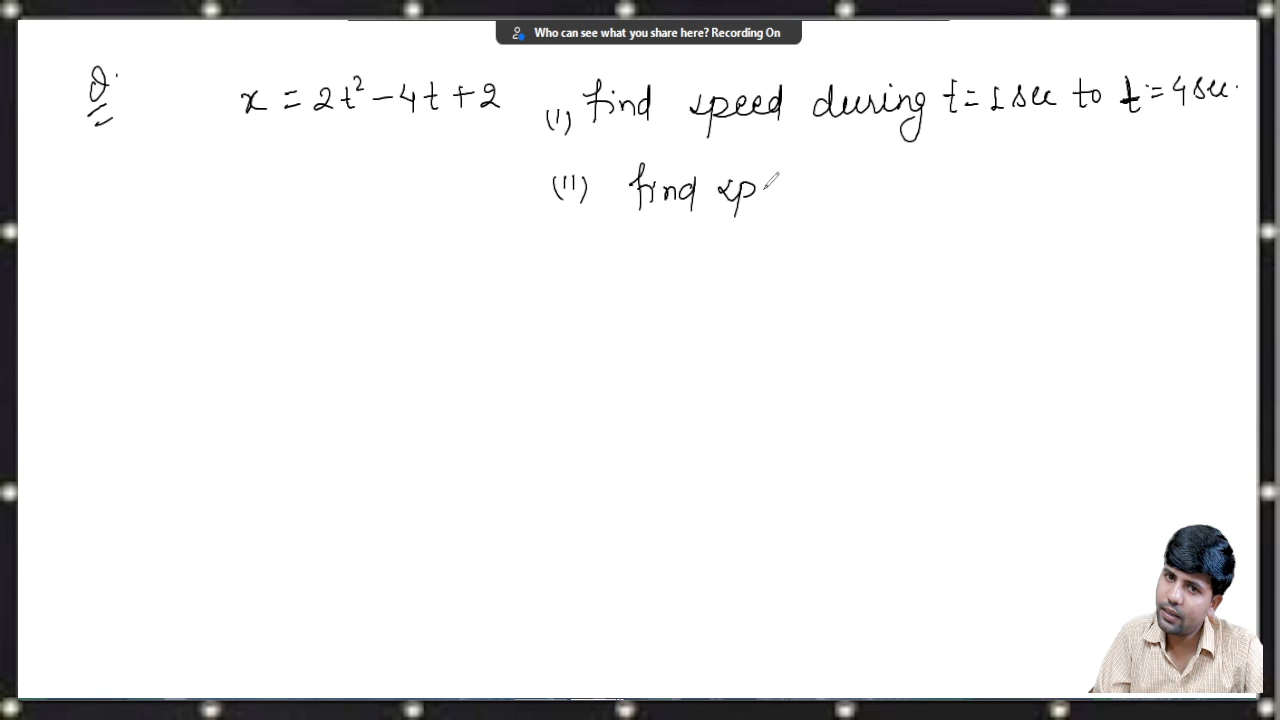 Who can see what you share here? Recording On
Q. x = 2t² - 4t + 2 (i) find speed during t = 1 sec to t = 4 sec.
(ii) find sp